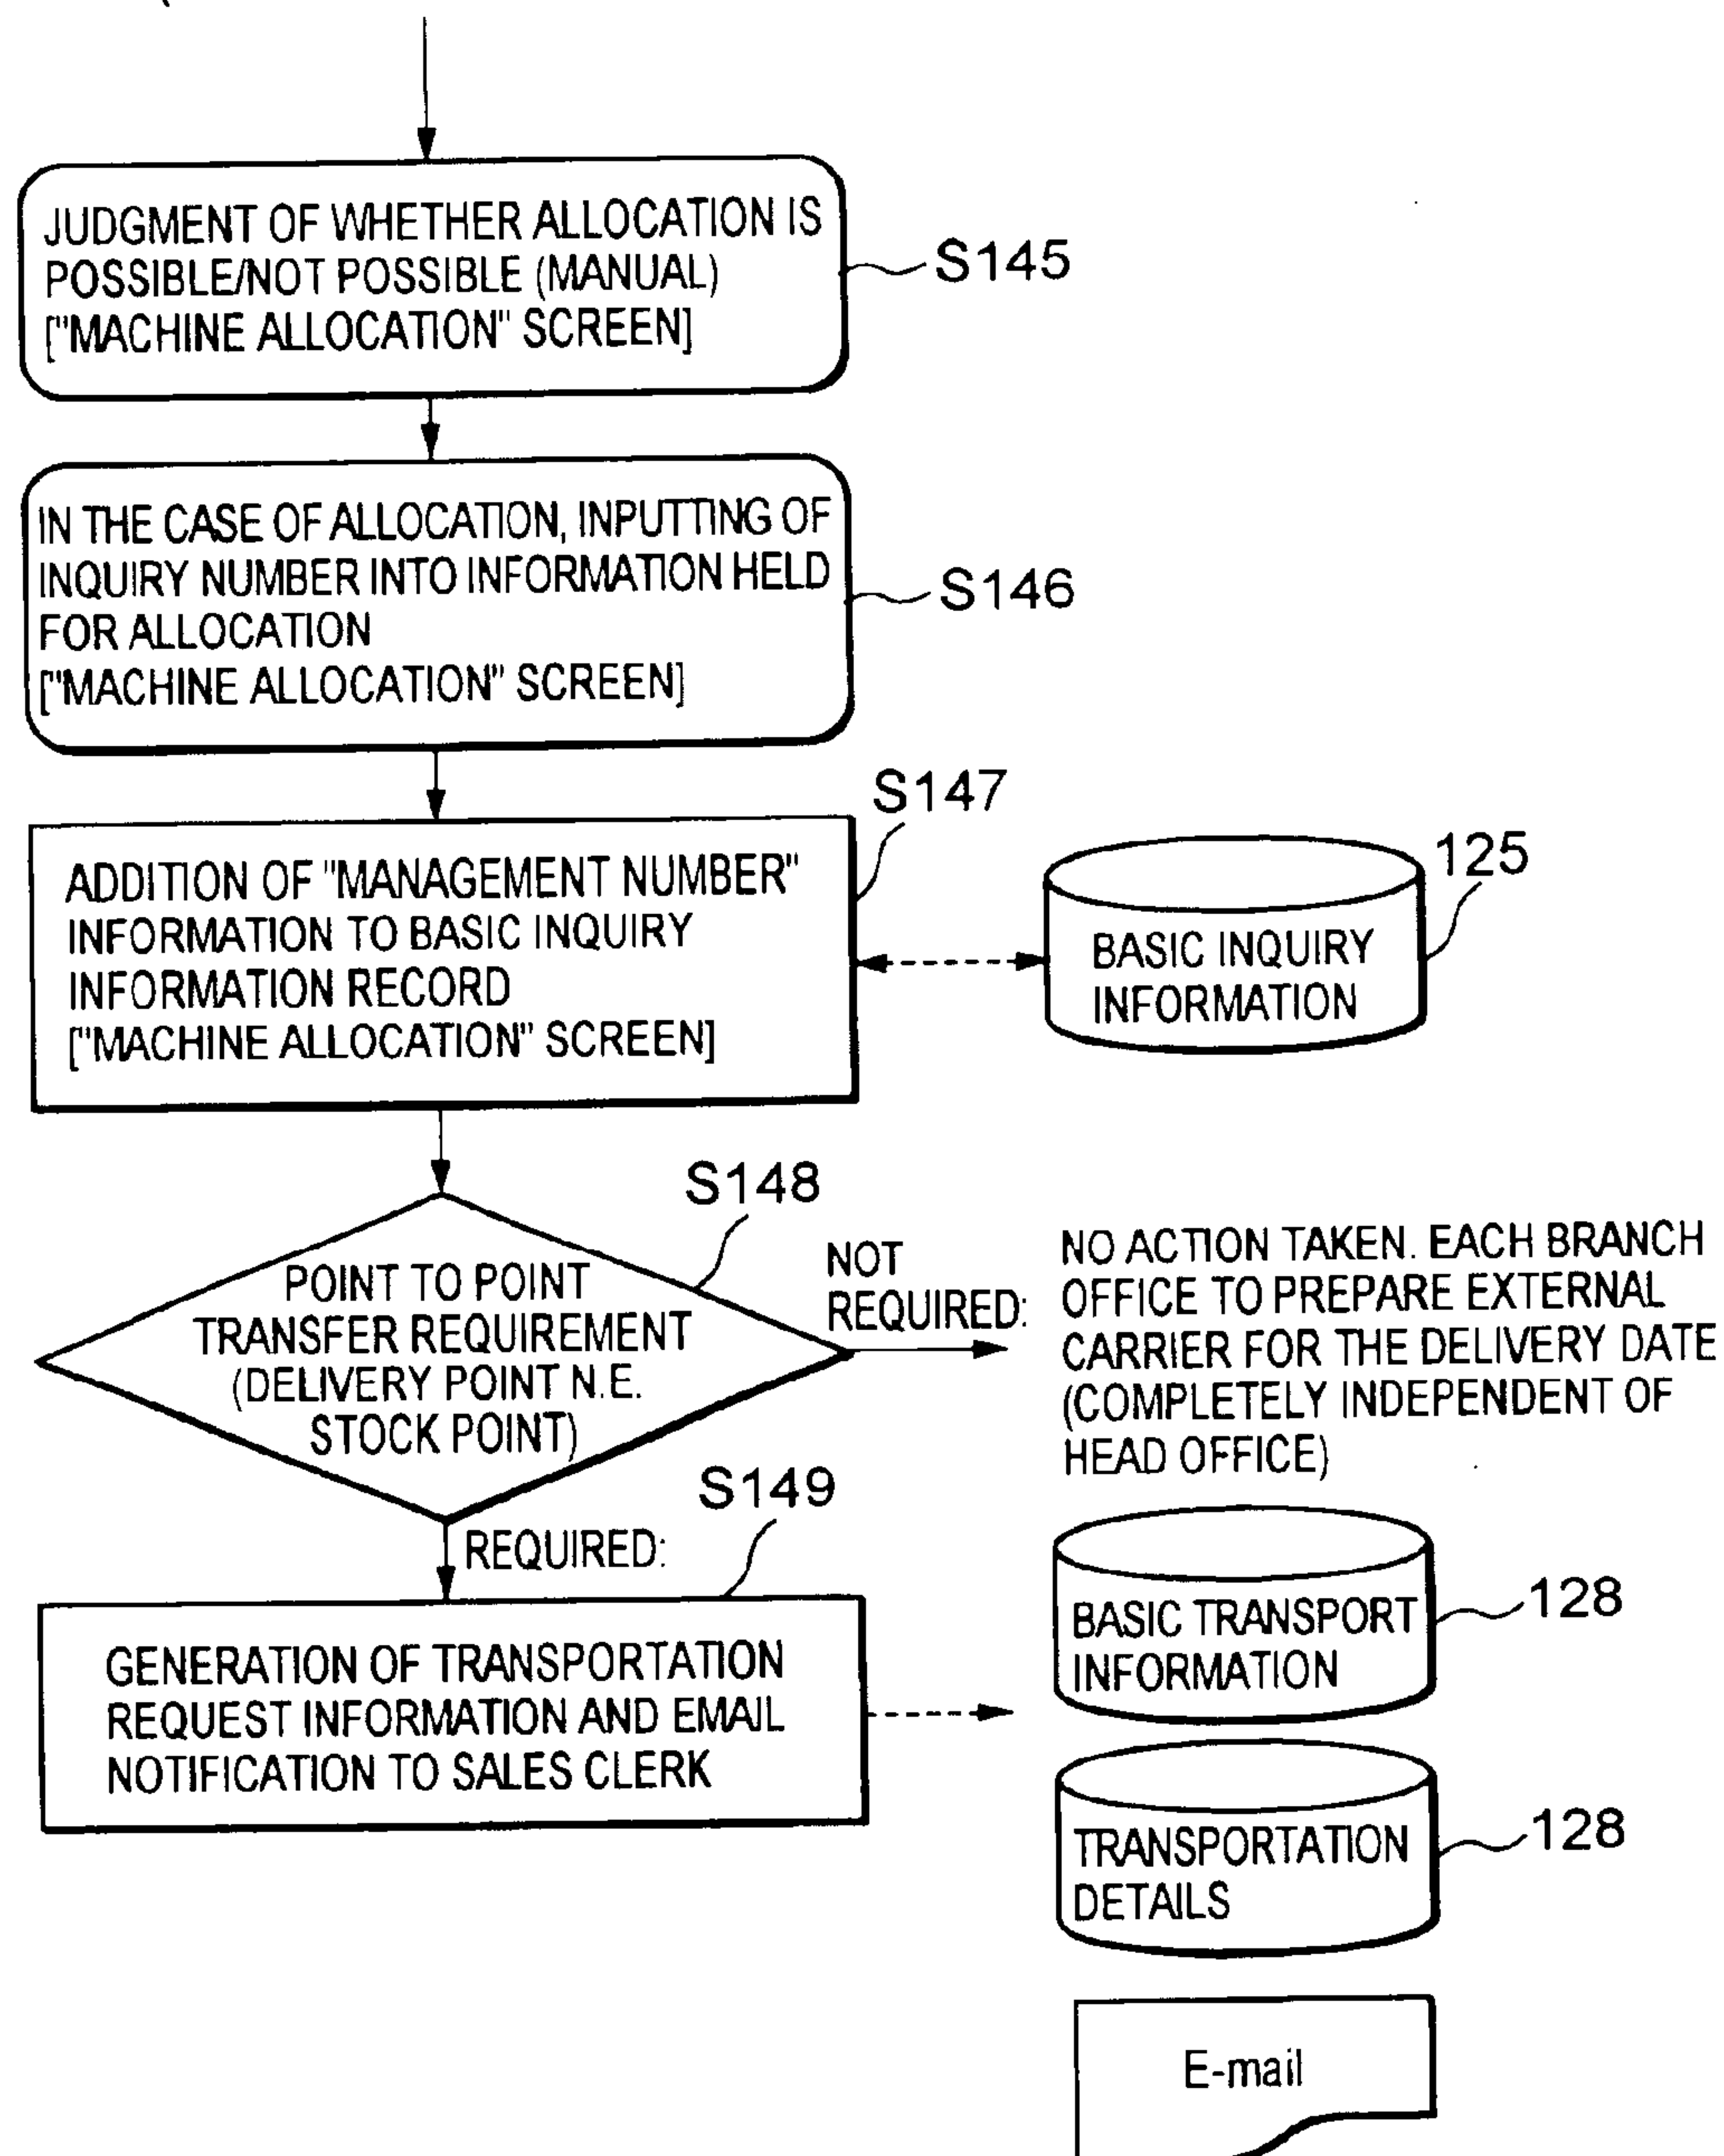 JUDGMENT OF WHETHER ALLOCATION IS
POSSIBLE/NOT POSSIBLE (MANUAL)
["MACHINE ALLOCATION" SCREEN]
S145
IN THE CASE OF ALLOCATION, INPUTTING OF
INQUIRY NUMBER INTO INFORMATION HELD
FOR ALLOCATION
["MACHINE ALLOCATION" SCREEN]
S146
S147
ADDITION OF "MANAGEMENT NUMBER"
INFORMATION TO BASIC INQUIRY
INFORMATION RECORD
["MACHINE ALLOCATION" SCREEN]
125
BASIC INQUIRY
INFORMATION
S148
POINT TO POINT
TRANSFER REQUIREMENT
(DELIVERY POINT N.E.
STOCK POINT)
NOT
REQUIRED:
NO ACTION TAKEN. EACH BRANCH
OFFICE TO PREPARE EXTERNAL
CARRIER FOR THE DELIVERY DATE
(COMPLETELY INDEPENDENT OF
HEAD OFFICE)
S149
REQUIRED:
GENERATION OF TRANSPORTATION
REQUEST INFORMATION AND EMAIL
NOTIFICATION TO SALES CLERK
BASIC TRANSPORT
INFORMATION
128
TRANSPORTATION
DETAILS
128
E-mail